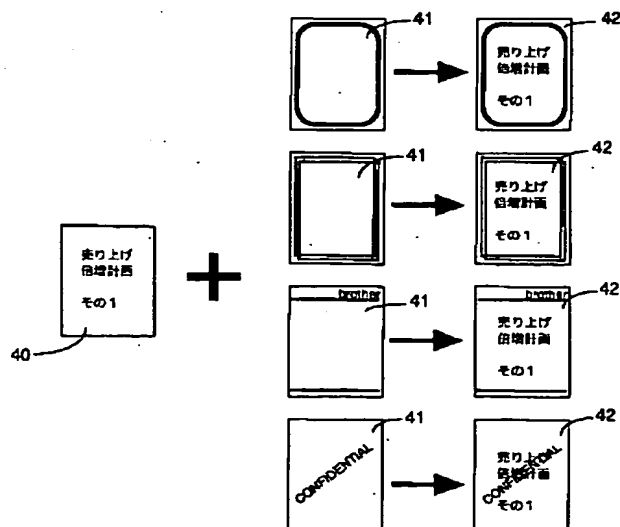 41
42
売り上げ
倍増計画
その1
41
42
売り上げ
倍増計画
その1
売り上げ
倍増計画
その1
40
brother
41
brother
42
売り上げ
倍増計画
その1
41
CONFIDENTIAL
42
売り上げ
倍増計画
CONFIDENTIAL
その1